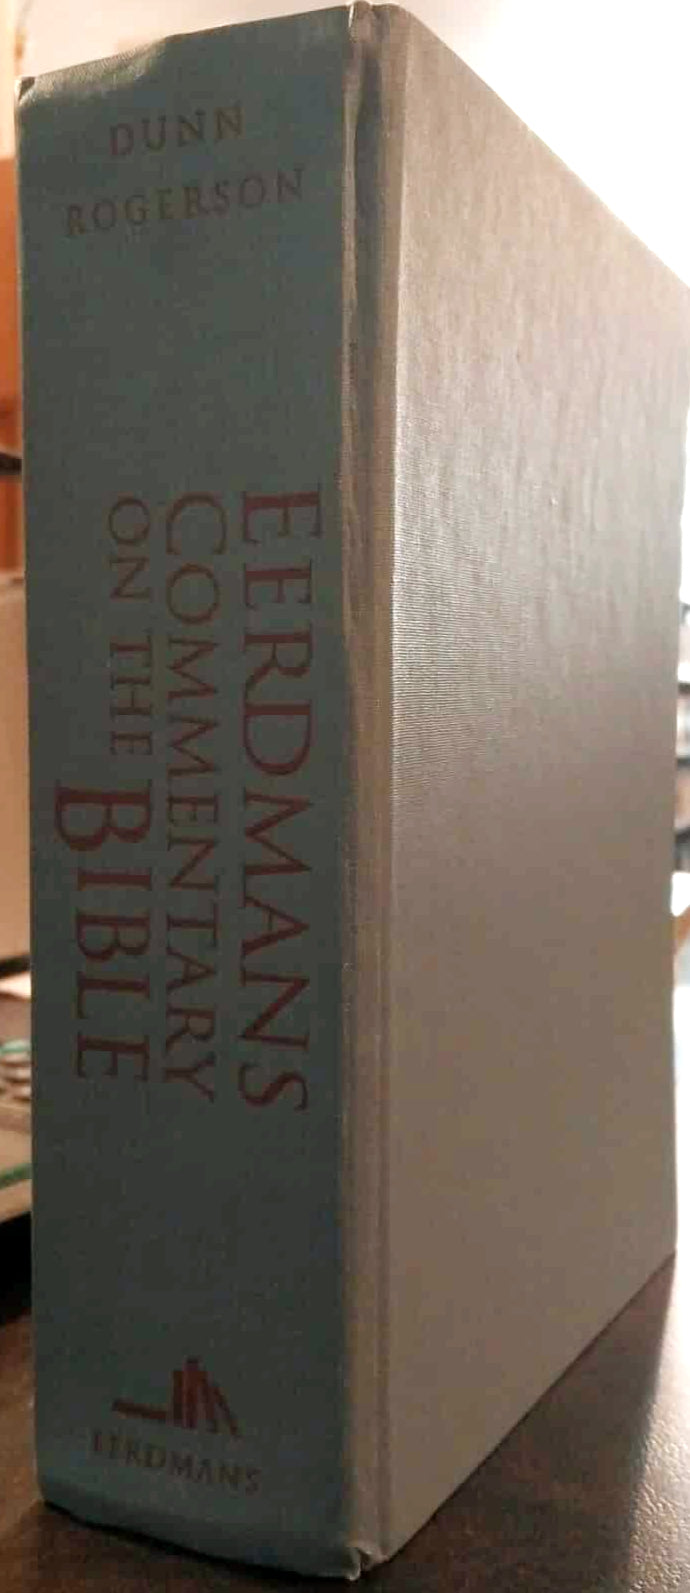 DUNN
ROGERSON
EERDMANS
COMMENTARY
ON THE BIBLE
EERDMANS